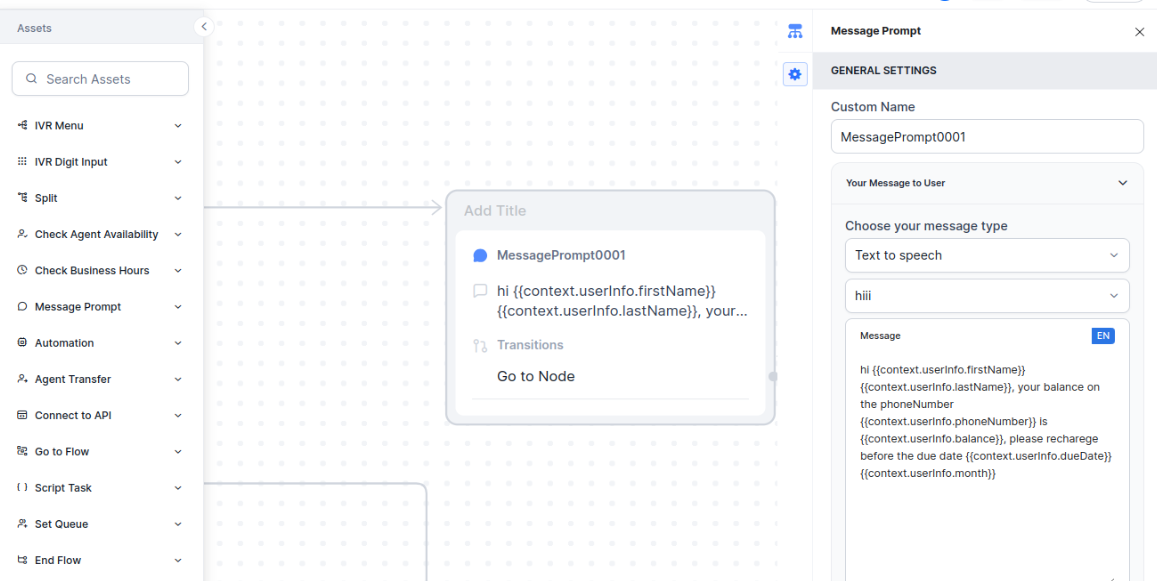 Assets
Search Assets
IVR Menu
IVR Digit Input
Split
Check Agent Availability
Check Business Hours
Message Prompt
Automation
Agent Transfer
Connect to API
Go to Flow
Script Task
Set Queue
End Flow
Add Title
MessagePrompt0001
hi {{context.userInfo.firstName}}
{{context.userInfo.lastName}}, your...
Transitions
Go to Node
Message Prompt
GENERAL SETTINGS
Custom Name
MessagePrompt0001
Your Message to User
Choose your message type
Text to speech
hiii
Message
EN
hi {{context.userInfo.firstName}}
{{context.userInfo.lastName}}, your balance on
the phoneNumber
{{context.userInfo.phoneNumber}} is
{{context.userInfo.balance}}, please recharege
before the due date {{context.userInfo.dueDate}}
{{context.userInfo.month}}